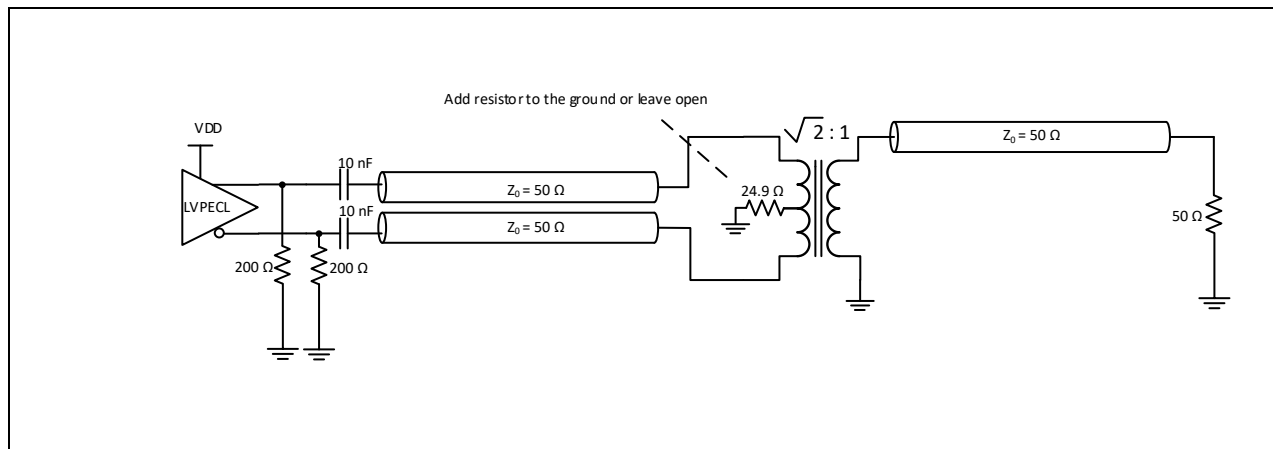 Add resistor to the ground or leave open
√2 : 1
VDD
Z₀ = 50 Ω
10 nF
Z₀ = 50 Ω
24.9 Ω
LVPECL
10 nF
Z₀ = 50 Ω
50 Ω
200 Ω
200 Ω